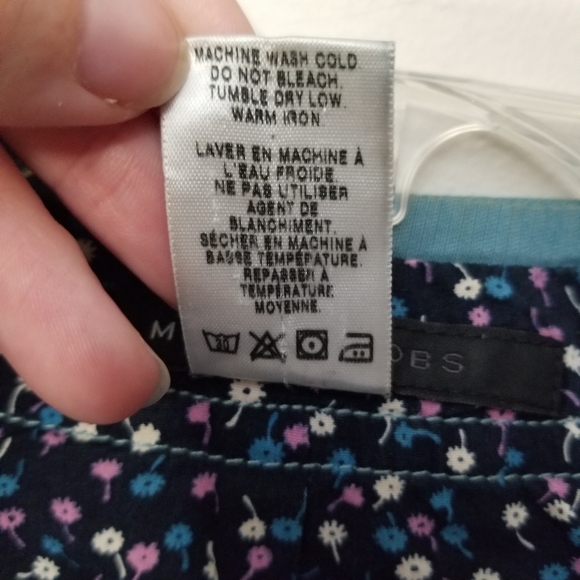 MACHINE WASH COLD
DO NOT BLEACH.
TUMBLE DRY LOW.
WARM IRON
LAVER EN MACHINE À
L'EAU FROIDE.
NE PAS UTILISER
AGENT DE
BLANCHIMENT.
SÉCHER EN MACHINE À
BASSE TEMPÉRATURE.
REPASSER À
TEMPÉRATURE
MOYENNE.
30
M OBS